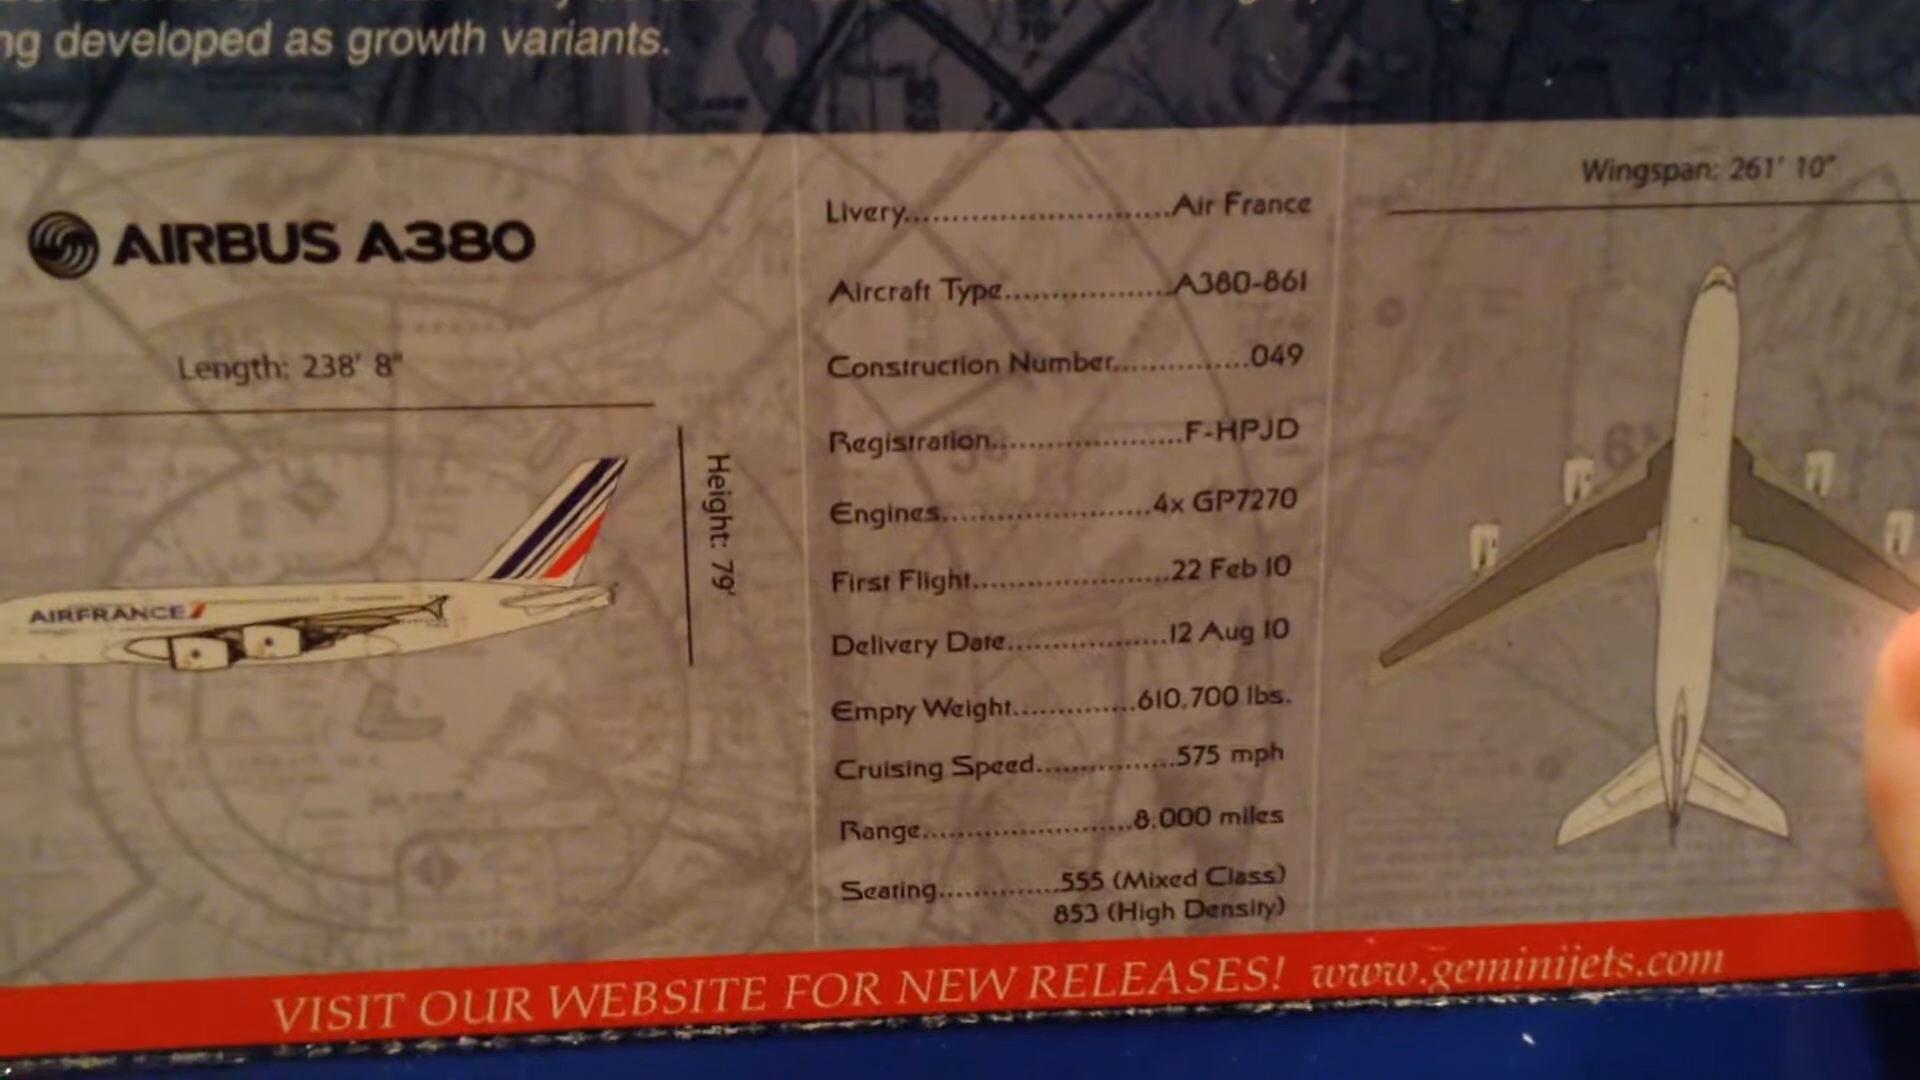 ng developed as growth variants.
AIRBUS A380
Length: 238' 8"
Height: 79'
AIRFRANCE
Livery..........................Air France
Aircraft Type.................A380-861
Construction Number..............049
Registration....................F-HPJD
Engines.....................4x GP7270
First Flight....................22 Feb 10
Delivery Date................12 Aug 10
Empty Weight.............610,700 lbs.
Cruising Speed...............575 mph
Range......................8,000 miles
Seating.............555 (Mixed Class)
853 (High Density)
Wingspan: 261' 10"
VISIT OUR WEBSITE FOR NEW RELEASES! www.geminijets.com